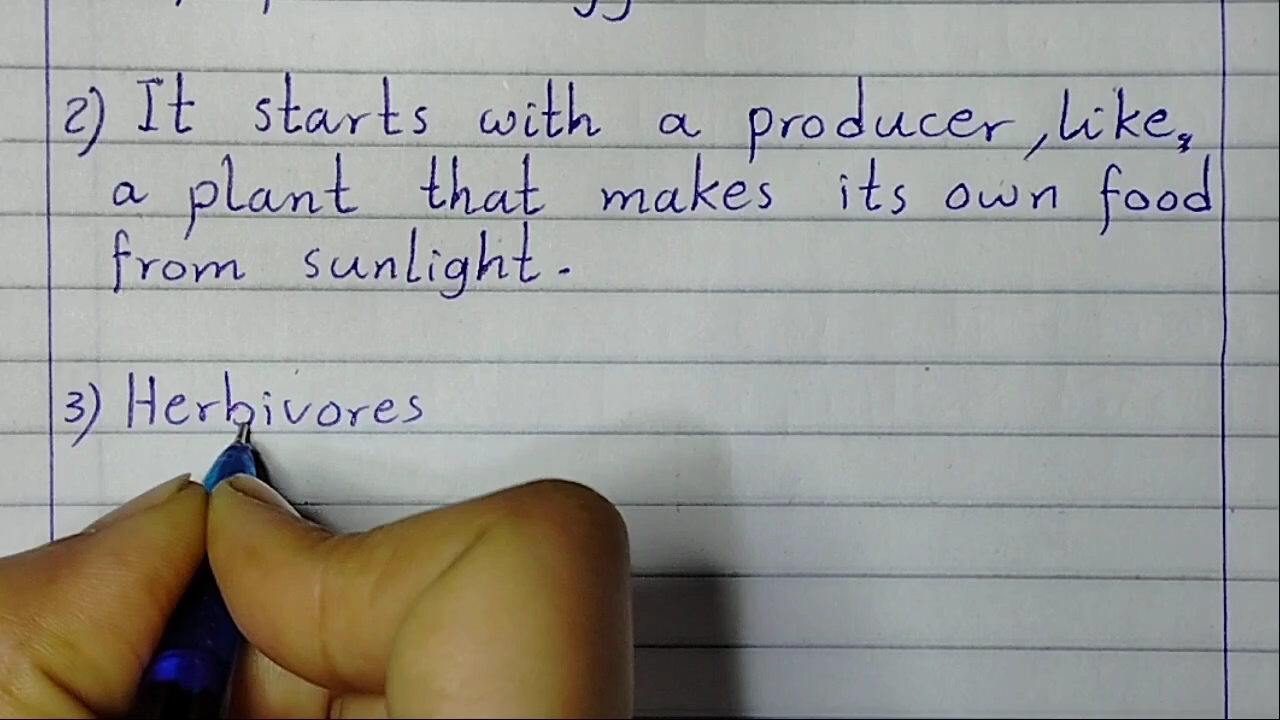 2) It starts with a producer, like,
a plant that makes its own food
from sunlight.
3) Herbivores